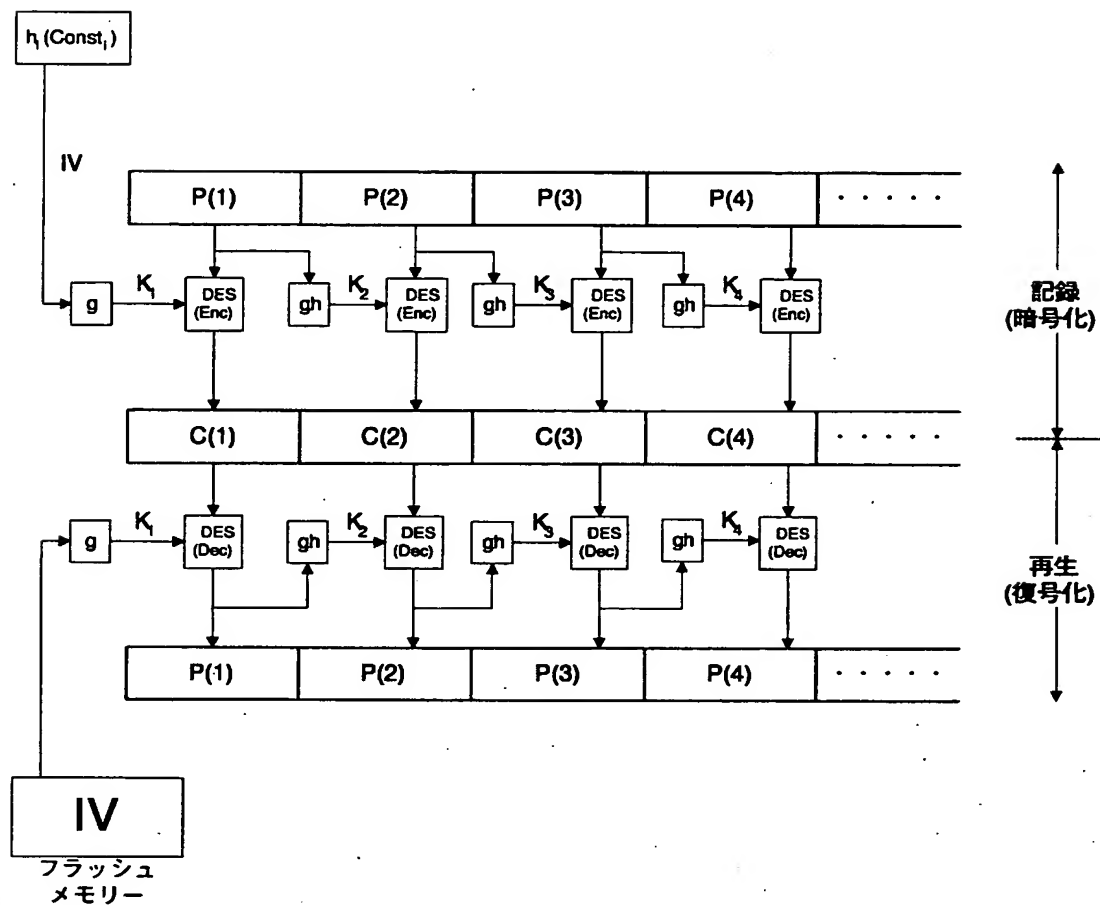 h₁(Const₁)
IV
P(1) P(2) P(3) P(4) · · · · ·
g K₁ DES (Enc) gh K₂ DES (Enc) gh K₃ DES (Enc) gh K₄ DES (Enc)
記録
(暗号化)
C(1) C(2) C(3) C(4) · · · · ·
g K₁ DES (Dec) gh K₂ DES (Dec) gh K₃ DES (Dec) gh K₄ DES (Dec)
再生
(復号化)
P(1) P(2) P(3) P(4) · · · · ·
IV
フラッシュ
メモリー